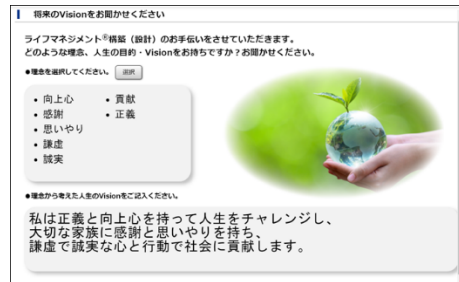 将来のVisionをお聞かせください
ライフマネジメント®構築（設計）のお手伝いをさせていただきます。
どのような理念、人生の目的・Visionをお持ちですか？お聞かせください。
●理念を選択してください。 選択
・向上心 ・貢献
・感謝 ・正義
・思いやり
・謙虚
・誠実
●理念から考えた人生のVisionをご記入ください。
私は正義と向上心を持って人生をチャレンジし、
大切な家族に感謝と思いやりを持ち、
謙虚で誠実な心と行動で社会に貢献します。